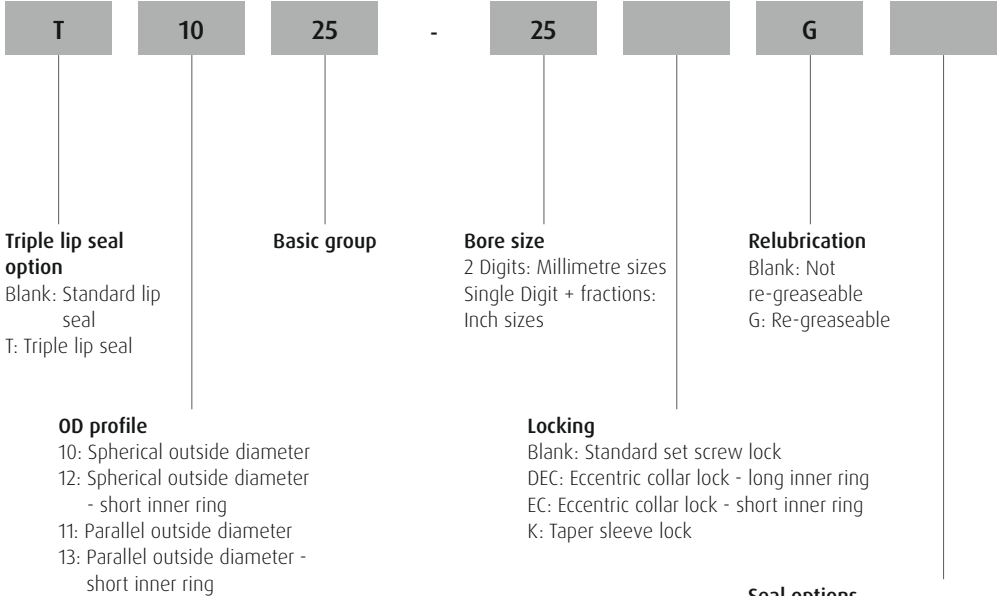 T 10 25 - 25 G
Triple lip seal
option
Blank: Standard lip
seal
T: Triple lip seal
Basic group
Bore size
2 Digits: Millimetre sizes
Single Digit + fractions:
Inch sizes
Relubrication
Blank: Not
re-greaseable
G: Re-greaseable
OD profile
10: Spherical outside diameter
12: Spherical outside diameter
- short inner ring
11: Parallel outside diameter
13: Parallel outside diameter -
short inner ring
Locking
Blank: Standard set screw lock
DEC: Eccentric collar lock - long inner ring
EC: Eccentric collar lock - short inner ring
K: Taper sleeve lock
Seal options